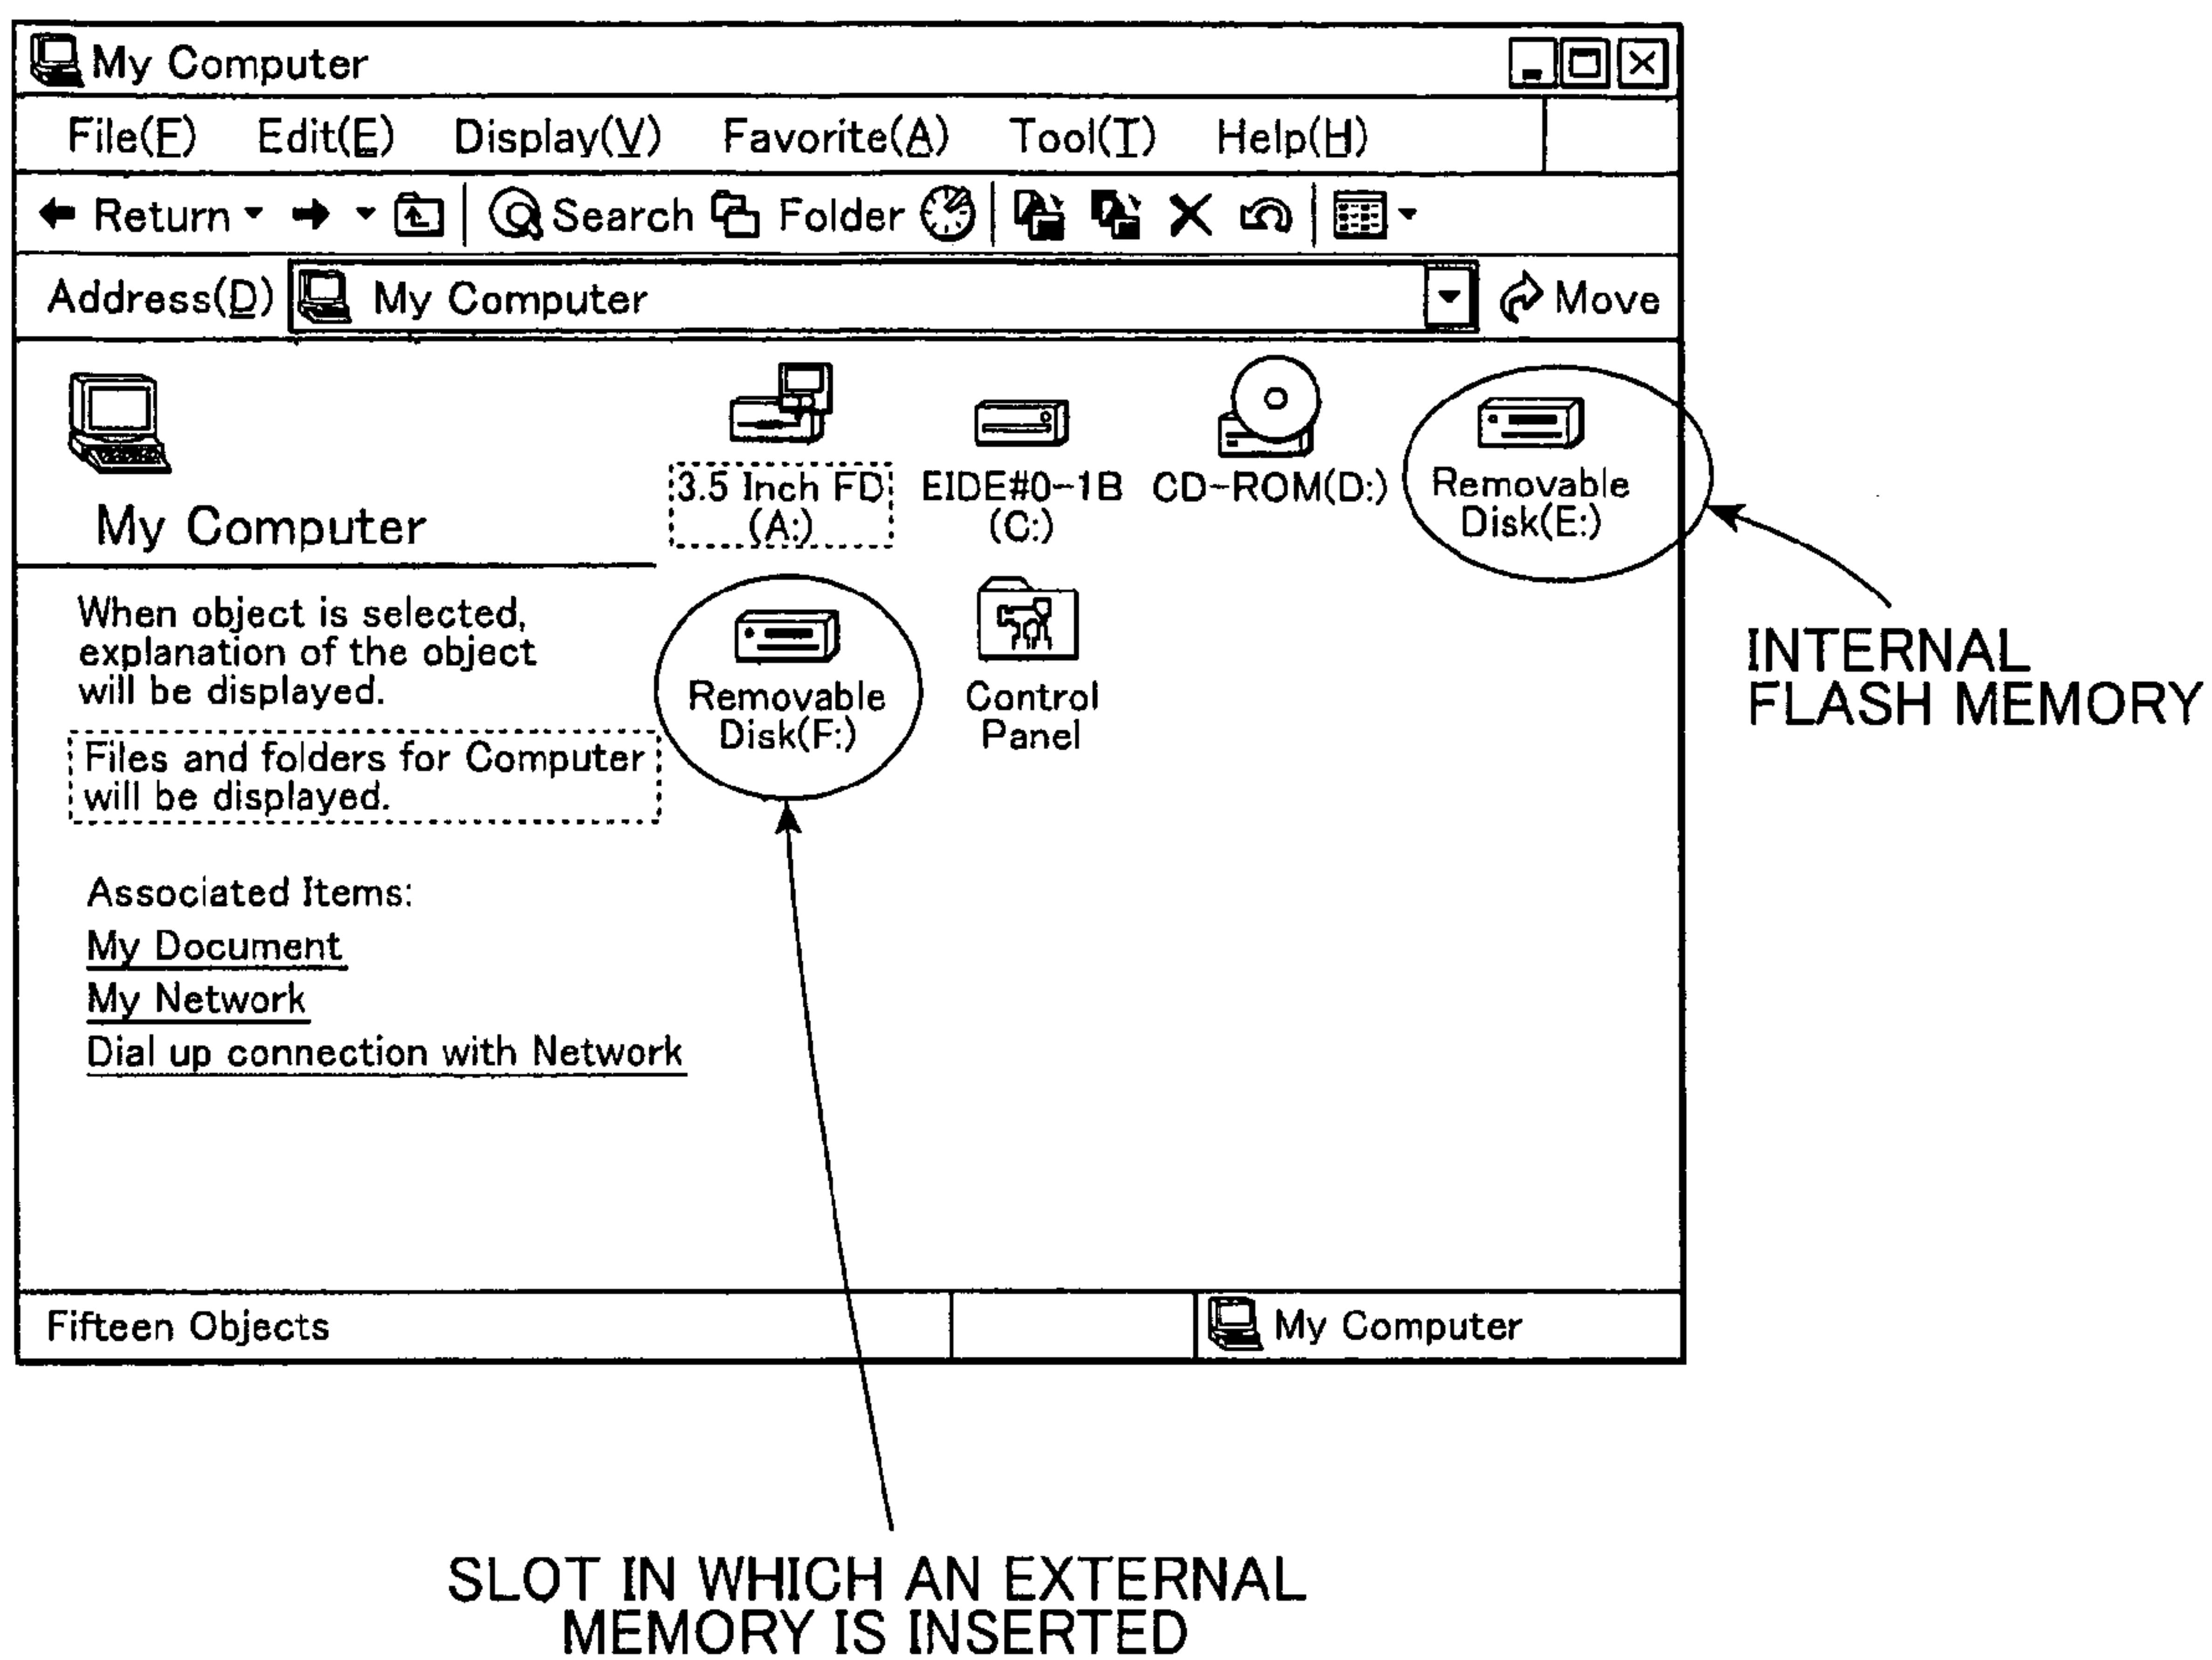 My Computer
File(F) Edit(E) Display(V) Favorite(A) Tool(T) Help(H)
Return Search Folder
Address(D) My Computer Move
My Computer
3.5 Inch FD
(A:)
EIDE#0-1B
(C:)
CD-ROM(D:)
Removable
Disk(E:)
When object is selected,
explanation of the object
will be displayed.
Files and folders for Computer
will be displayed.
Removable
Disk(F:)
Control
Panel
INTERNAL
FLASH MEMORY
Associated Items:
My Document
My Network
Dial up connection with Network
Fifteen Objects
My Computer
SLOT IN WHICH AN EXTERNAL
MEMORY IS INSERTED